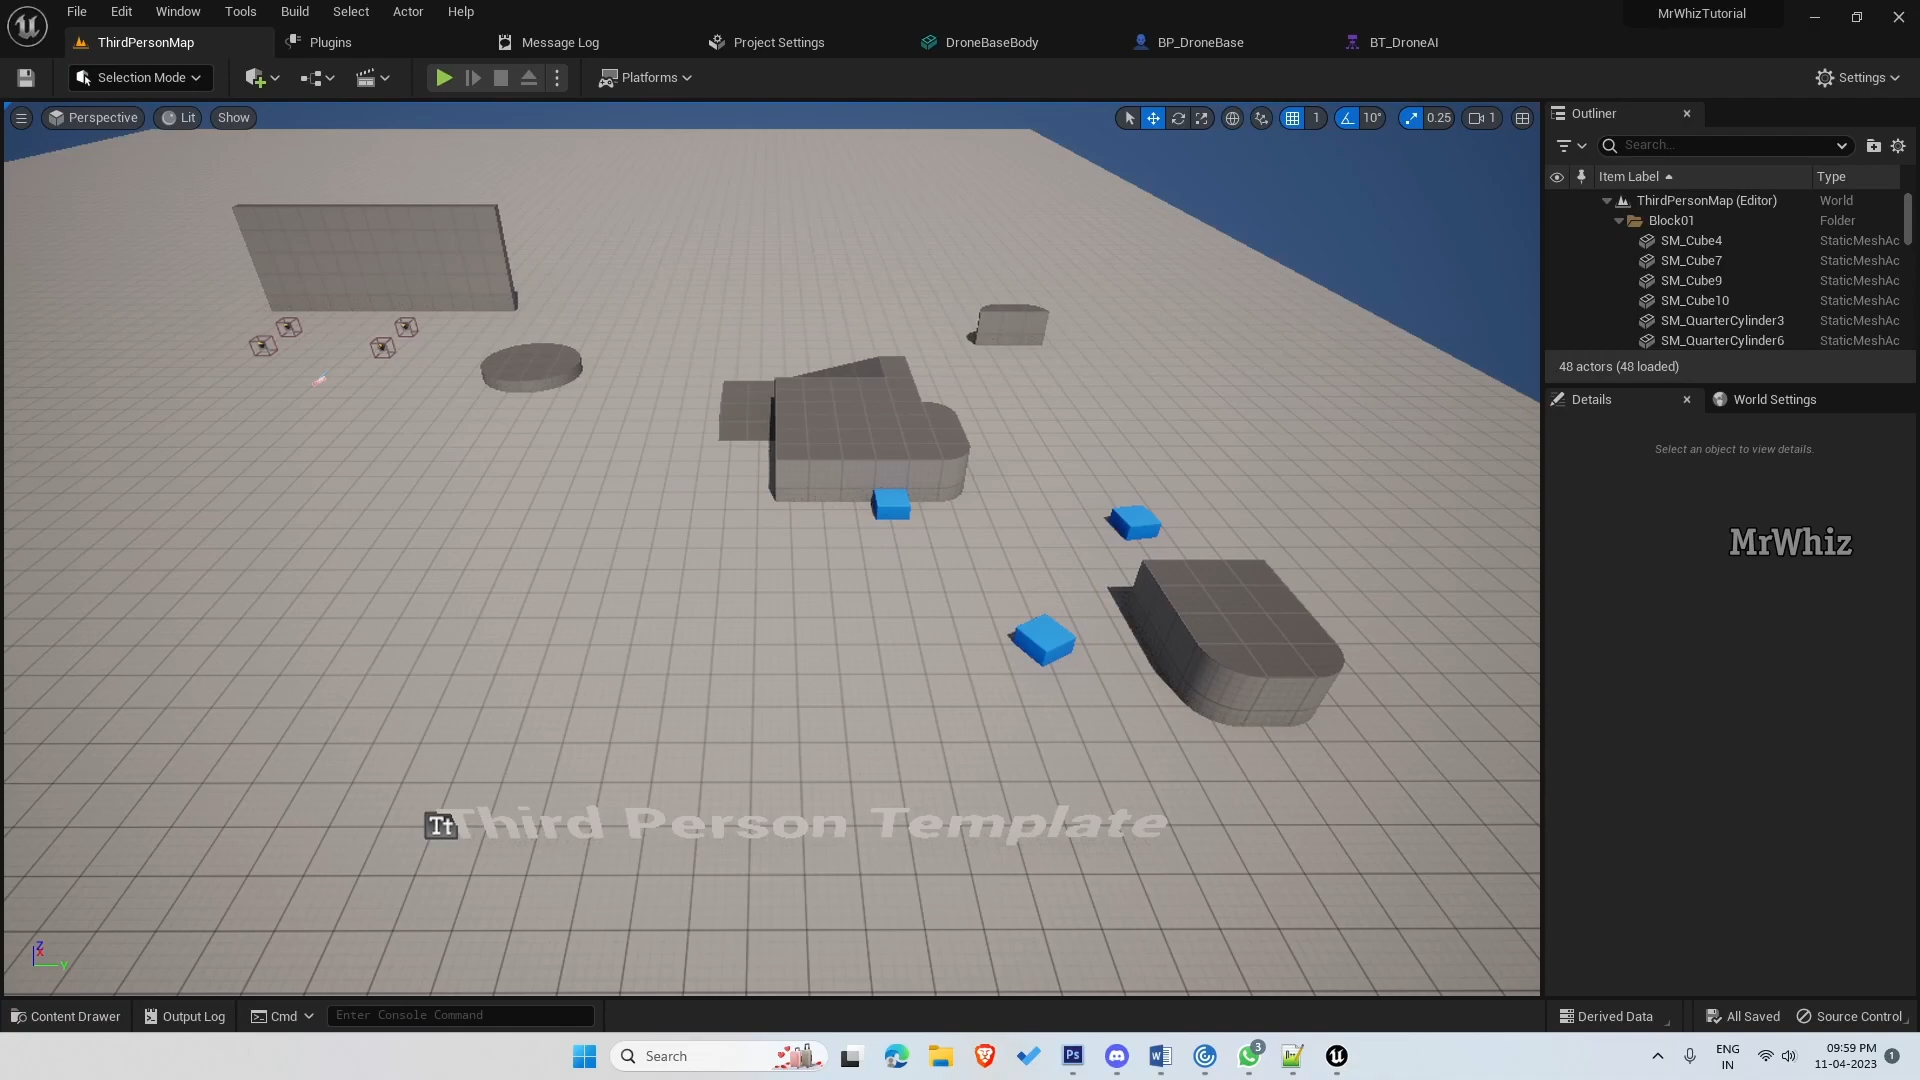 File Edit Window Tools Build Select Actor Help
MrWhizTutorial
ThirdPersonMap Plugins Message Log Project Settings DroneBaseBody BP_DroneBase BT_DroneAI
Selection Mode Platforms Settings
Perspective Lit Show 1 10° 0.25 1
Outliner
Search...
Item Label Type
ThirdPersonMap (Editor) World
Block01 Folder
SM_Cube4 StaticMeshAc
SM_Cube7 StaticMeshAc
SM_Cube9 StaticMeshAc
SM_Cube10 StaticMeshAc
SM_QuarterCylinder3 StaticMeshAc
SM_QuarterCylinder6 StaticMeshAc
48 actors (48 loaded)
Details World Settings
Select an object to view details.
MrWhiz
Tt
Third Person Template
Z
X
Y
Content Drawer Output Log Cmd Enter Console Command Derived Data All Saved Source Control
Search Ps 3 ENG 09:59 PM
IN 11-04-2023 1